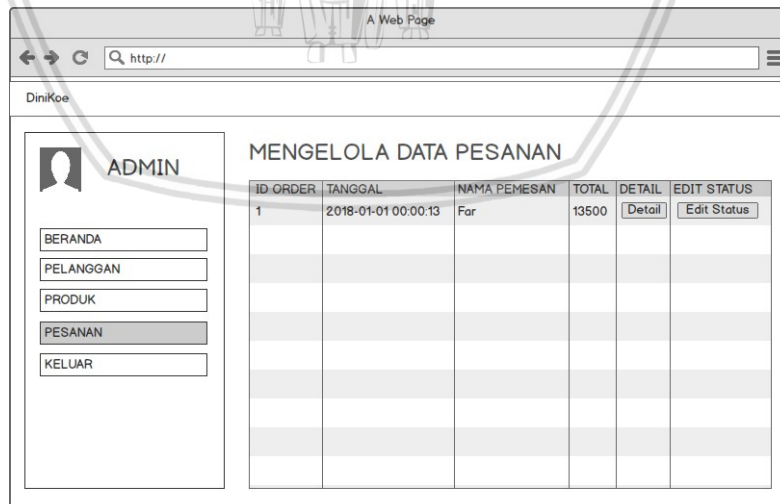 A Web Page
http://
DiniKoe
ADMIN
BERANDA
PELANGGAN
PRODUK
PESANAN
KELUAR
MENGELOLA DATA PESANAN
ID ORDER TANGGAL NAMA PEMESAN TOTAL DETAIL EDIT STATUS
1 2018-01-01 00:00:13 Far 13500 Detail Edit Status